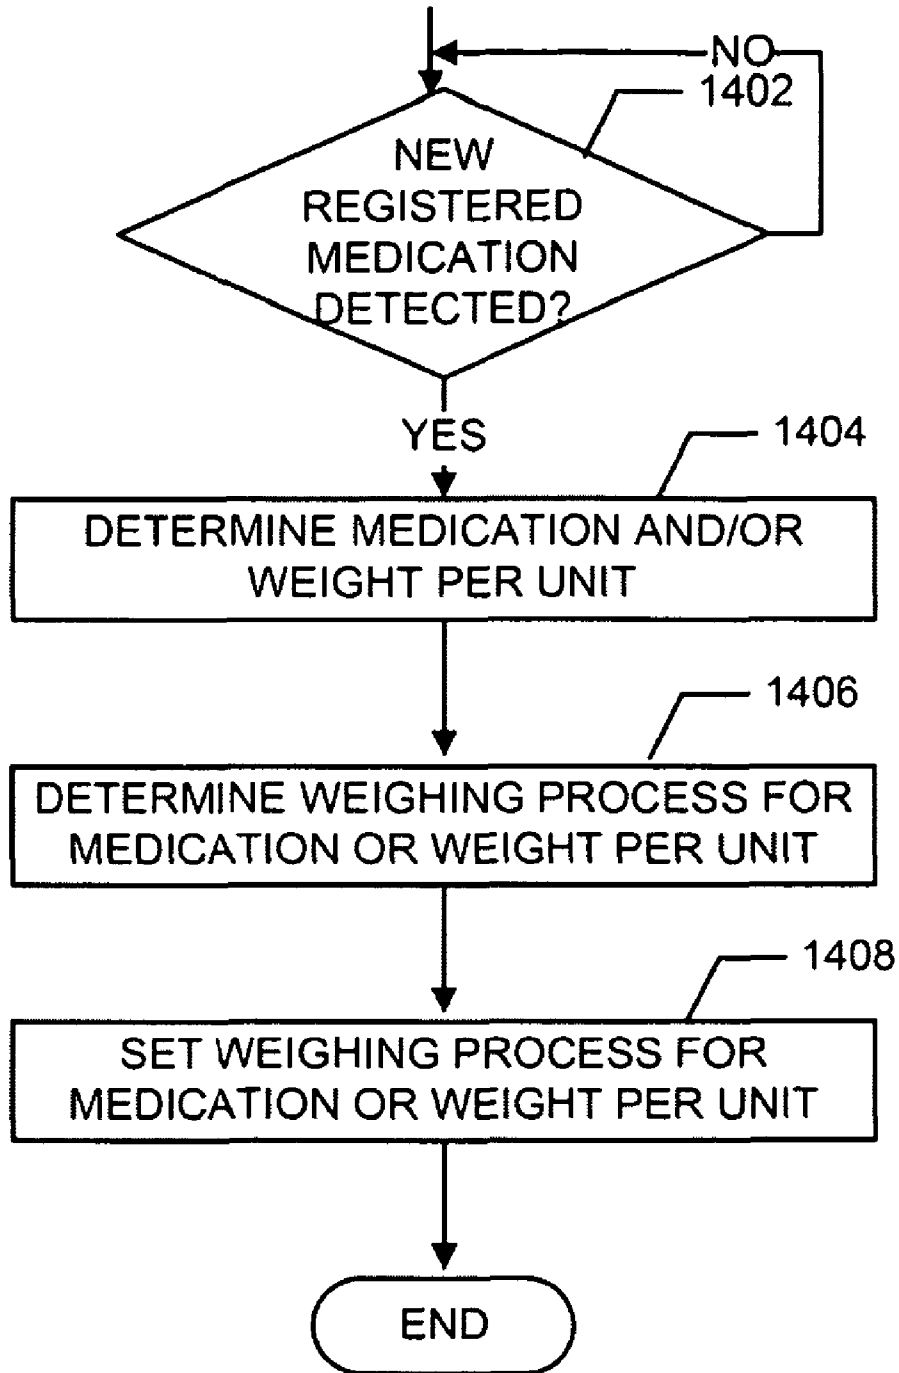 NO
1402
NEW
REGISTERED
MEDICATION
DETECTED?
YES
1404
DETERMINE MEDICATION AND/OR
WEIGHT PER UNIT
1406
DETERMINE WEIGHING PROCESS FOR
MEDICATION OR WEIGHT PER UNIT
1408
SET WEIGHING PROCESS FOR
MEDICATION OR WEIGHT PER UNIT
END